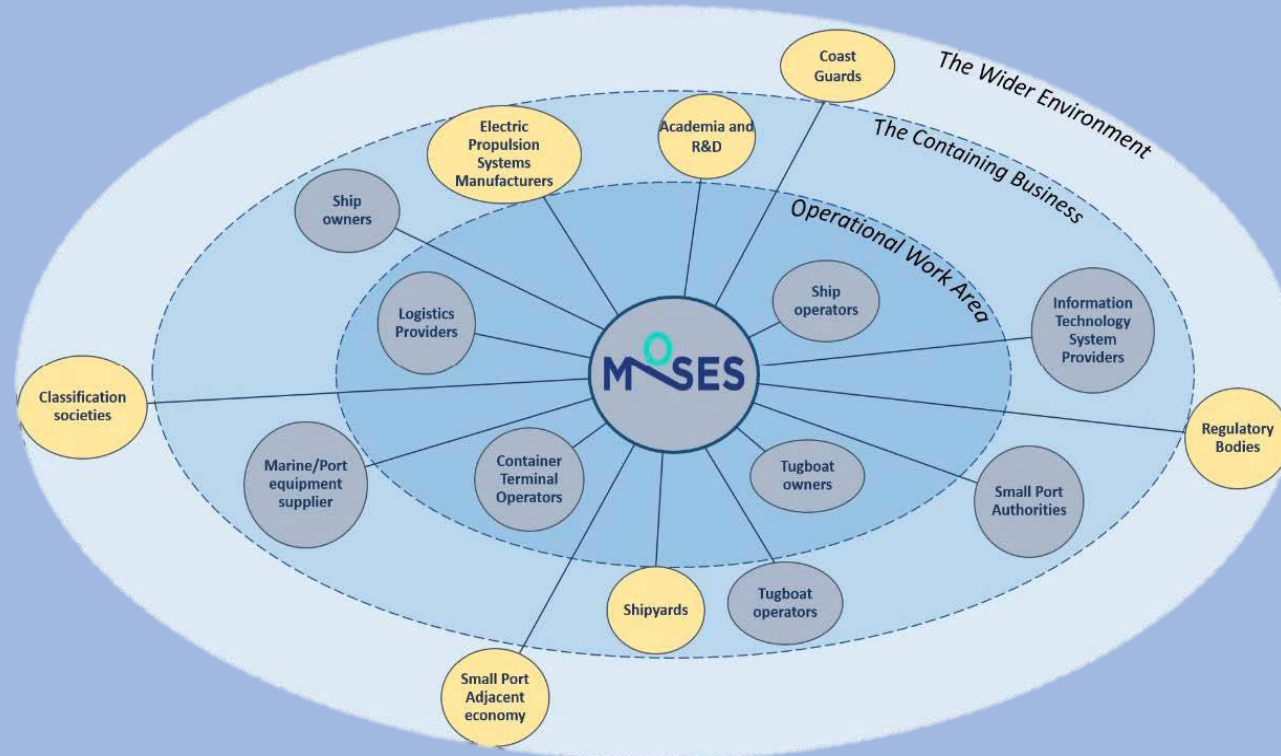 Coast
Guards
The Wider Environment
Electric
Propulsion
Systems
Manufacturers
Academia and
R&D
The Containing Business
Ship
owners
Operational Work Area
Logistics
Providers
Ship
operators
Information
Technology
System
Providers
MOSES
Classification
societies
Regulatory
Bodies
Marine/Port
equipment
supplier
Container
Terminal
Operators
Tugboat
owners
Small Port
Authorities
Shipyards
Tugboat
operators
Small Port
Adjacent
economy